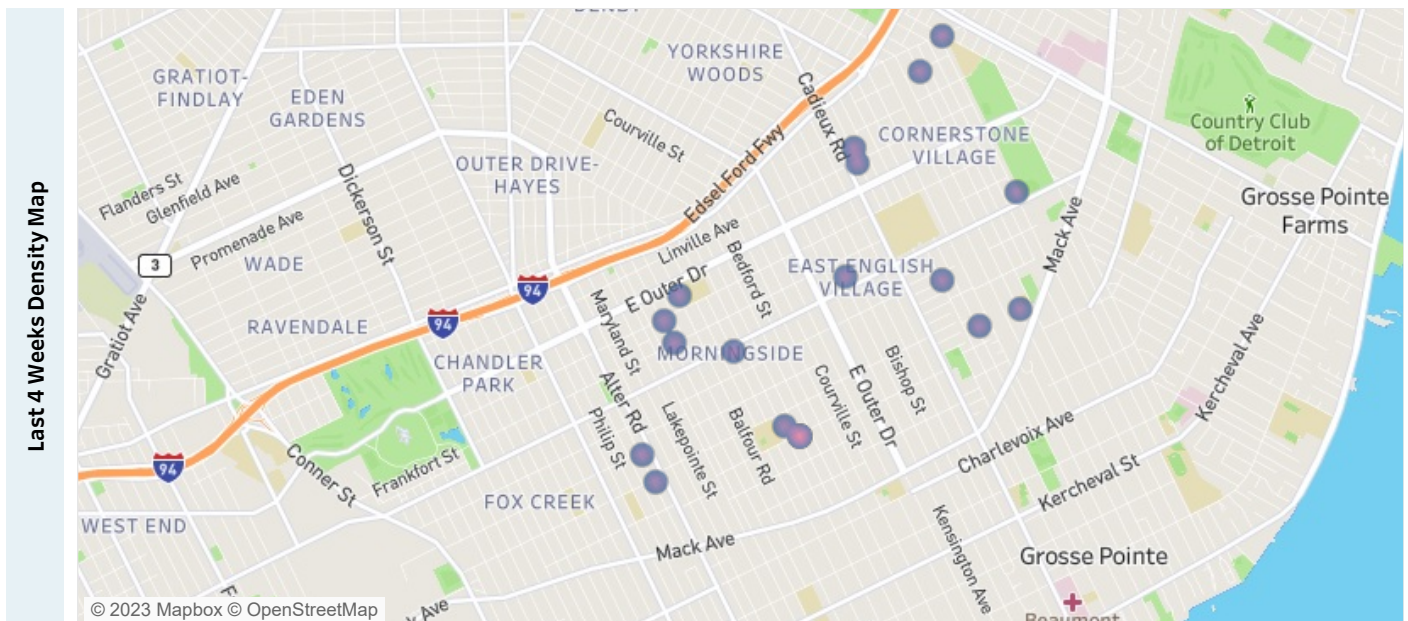 Last 4 Weeks Density Map
YORKSHIRE
WOODS
GRATIOT-
FINDLAY
EDEN
GARDENS
Cadieux Rd
Courville St
CORNERSTONE
VILLAGE
Country Club
of Detroit
Edsel Ford Fwy
OUTER DRIVE-
HAYES
Flanders St
Glenfield Ave
Dickerson St
Promenade Ave
Grosse Pointe
Farms
Mack Ave
Linville Ave
WADE
3
Bedford St
EAST ENGLISH
VILLAGE
E Outer Dr
94
Maryland St
94
RAVENDALE
Gratiot Ave
MORNINGSIDE
CHANDLER
PARK
Bishop St
Kercheval Ave
E Outer Dr
Courville St
Alter Rd
Philip St
Lakepointe St
Balfour Rd
Charlevoix Ave
94
Conner St
Frankfort St
Kercheval St
FOX CREEK
WEST END
Mack Ave
Kensington Ave
Grosse Pointe
Beaumont
Ave
© 2023 Mapbox © OpenStreetMap